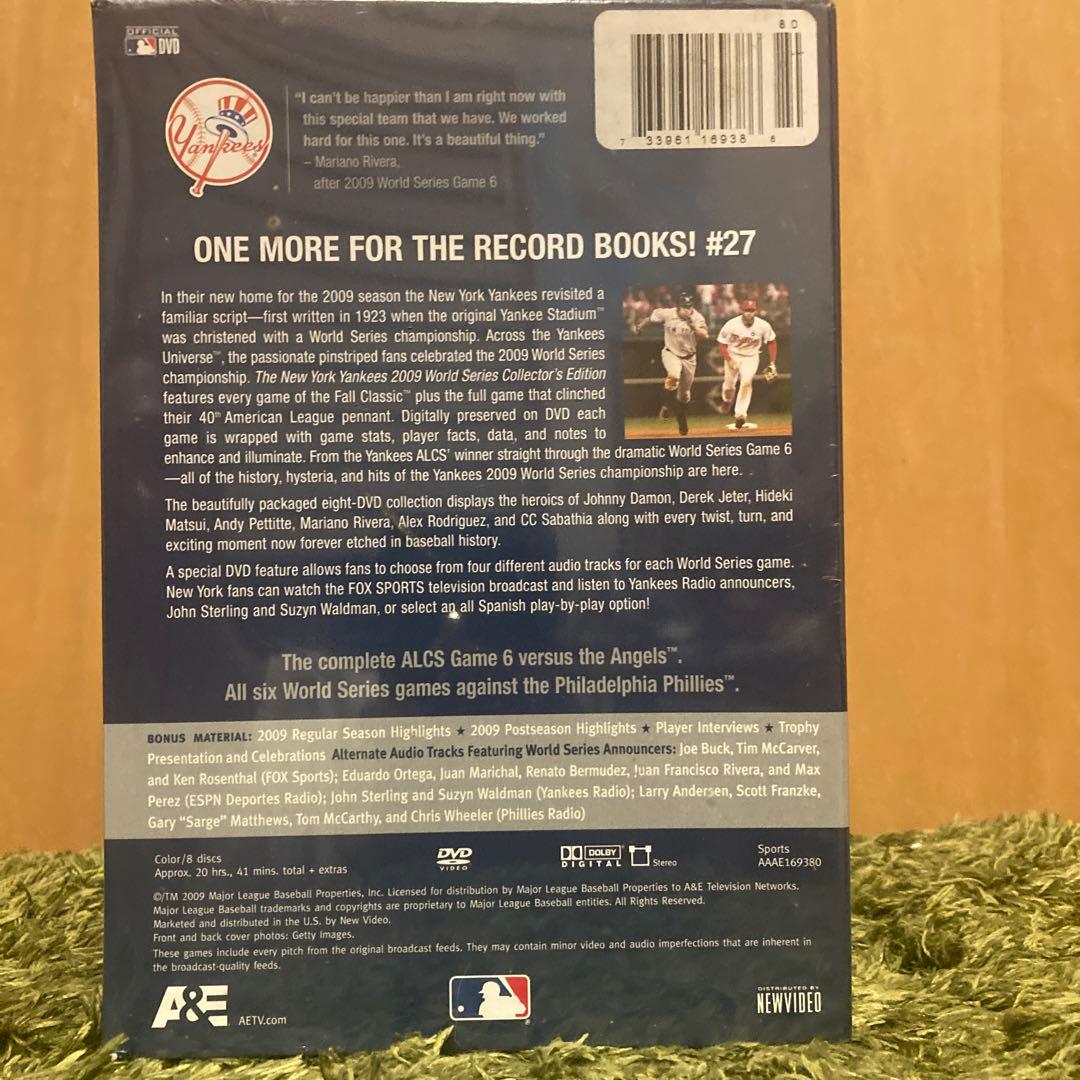 OFFICIAL
DVD
80
7 33961 16938 6
Yankees
"I can't be happier than I am right now with
this special team that we have. We worked
hard for this one. It's a beautiful thing."
– Mariano Rivera,
after 2009 World Series Game 6
ONE MORE FOR THE RECORD BOOKS! #27
In their new home for the 2009 season the New York Yankees revisited a
familiar script—first written in 1923 when the original Yankee Stadium™
was christened with a World Series championship. Across the Yankees
Universe™, the passionate pinstriped fans celebrated the 2009 World Series
championship. The New York Yankees 2009 World Series Collector's Edition
features every game of the Fall Classic™ plus the full game that clinched
their 40th American League pennant. Digitally preserved on DVD each
game is wrapped with game stats, player facts, data, and notes to
enhance and illuminate. From the Yankees ALCS' winner straight through the dramatic World Series Game 6
—all of the history, hysteria, and hits of the Yankees 2009 World Series championship are here.
The beautifully packaged eight-DVD collection displays the heroics of Johnny Damon, Derek Jeter, Hideki
Matsui, Andy Pettitte, Mariano Rivera, Alex Rodriguez, and CC Sabathia along with every twist, turn, and
exciting moment now forever etched in baseball history.
A special DVD feature allows fans to choose from four different audio tracks for each World Series game.
New York fans can watch the FOX SPORTS television broadcast and listen to Yankees Radio announcers,
John Sterling and Suzyn Waldman, or select an all Spanish play-by-play option!
The complete ALCS Game 6 versus the Angels™.
All six World Series games against the Philadelphia Phillies™.
BONUS MATERIAL: 2009 Regular Season Highlights ★ 2009 Postseason Highlights ★ Player Interviews ★ Trophy
Presentation and Celebrations Alternate Audio Tracks Featuring World Series Announcers: Joe Buck, Tim McCarver,
and Ken Rosenthal (FOX Sports); Eduardo Ortega, Juan Marichal, Renato Bermudez, Juan Francisco Rivera, and Max
Perez (ESPN Deportes Radio); John Sterling and Suzyn Waldman (Yankees Radio); Larry Andersen, Scott Franzke,
Gary "Sarge" Matthews, Tom McCarthy, and Chris Wheeler (Phillies Radio)
Color/8 discs
Approx. 20 hrs., 41 mins. total + extras
DVD
VIDEO
DOLBY
DIGITAL
Stereo
Sports
AAAE169380
©/TM 2009 Major League Baseball Properties, Inc. Licensed for distribution by Major League Baseball Properties to A&E Television Networks.
Major League Baseball trademarks and copyrights are proprietary to Major League Baseball entities. All Rights Reserved.
Marketed and distributed in the U.S. by New Video.
Front and back cover photos: Getty Images.
These games include every pitch from the original broadcast feeds. They may contain minor video and audio imperfections that are inherent in
the broadcast-quality feeds.
A&E
AETV.com
DISTRIBUTED BY
NEWVIDEO